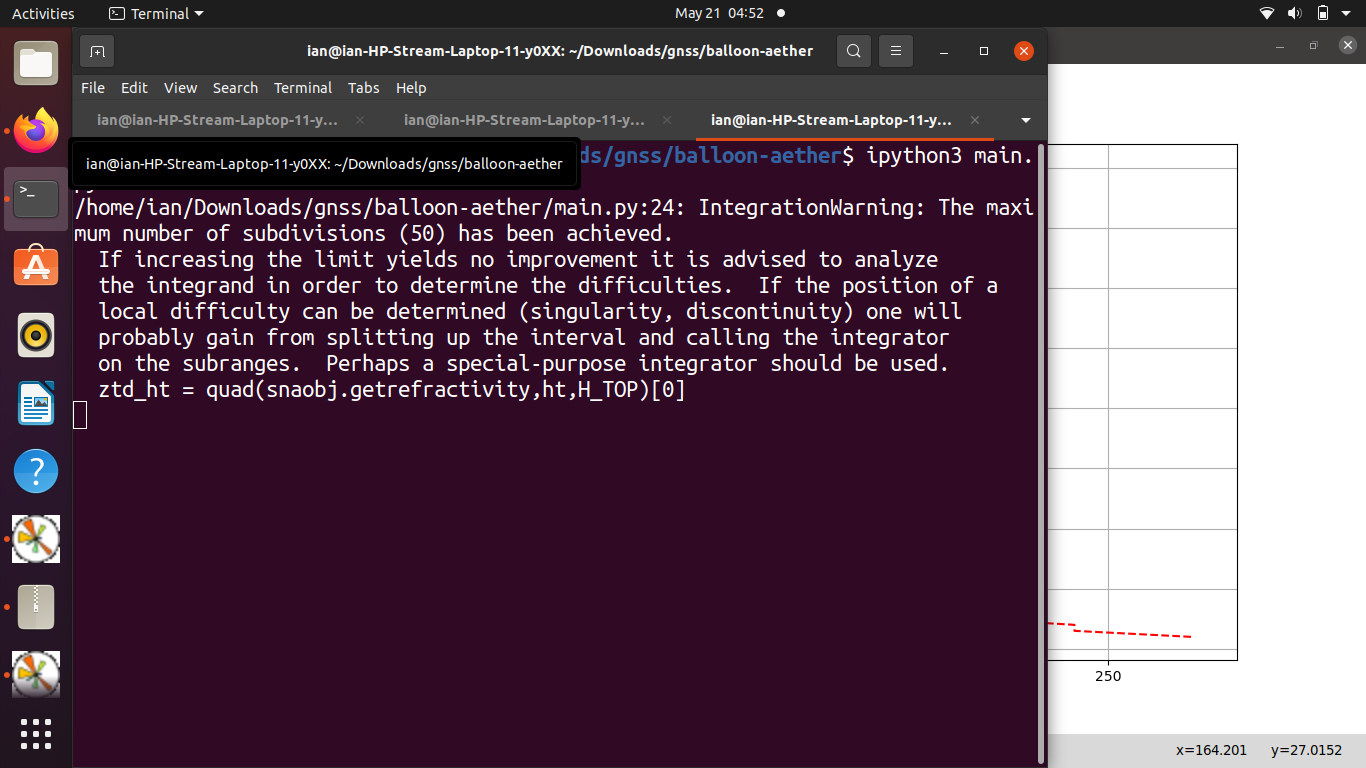 Activities
Terminal
May 21 04:52
ian@ian-HP-Stream-Laptop-11-y0XX: ~/Downloads/gnss/balloon-aether
File Edit View Search Terminal Tabs Help
ian@ian-HP-Stream-Laptop-11-y...
ian@ian-HP-Stream-Laptop-11-y...
ian@ian-HP-Stream-Laptop-11-y...
ian@ian-HP-Stream-Laptop-11-y0XX: ~/Downloads/gnss/balloon-aether
ds/gnss/balloon-aether$ ipython3 main.
/home/ian/Downloads/gnss/balloon-aether/main.py:24: IntegrationWarning: The maxi
mum number of subdivisions (50) has been achieved.
If increasing the limit yields no improvement it is advised to analyze
the integrand in order to determine the difficulties.  If the position of a
local difficulty can be determined (singularity, discontinuity) one will
probably gain from splitting up the interval and calling the integrator
on the subranges.  Perhaps a special-purpose integrator should be used.
ztd_ht = quad(snaobj.getrefractivity,ht,H_TOP)[0]
250
x=164.201 y=27.0152